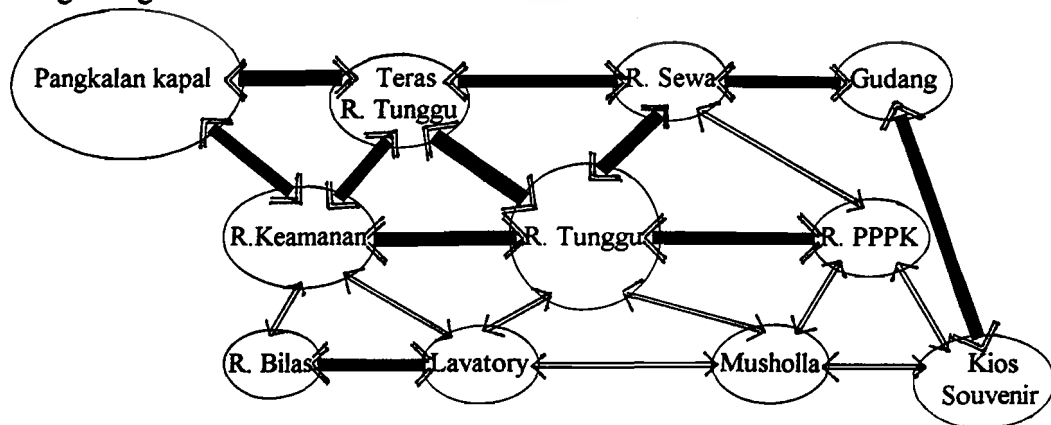 Pangkalan kapal
Teras
R. Tunggu
R. Sewa
Gudang
R.Keamanan
R. Tunggu
R. PPPK
R. Bilas
Lavatory
Musholla
Kios
Souvenir